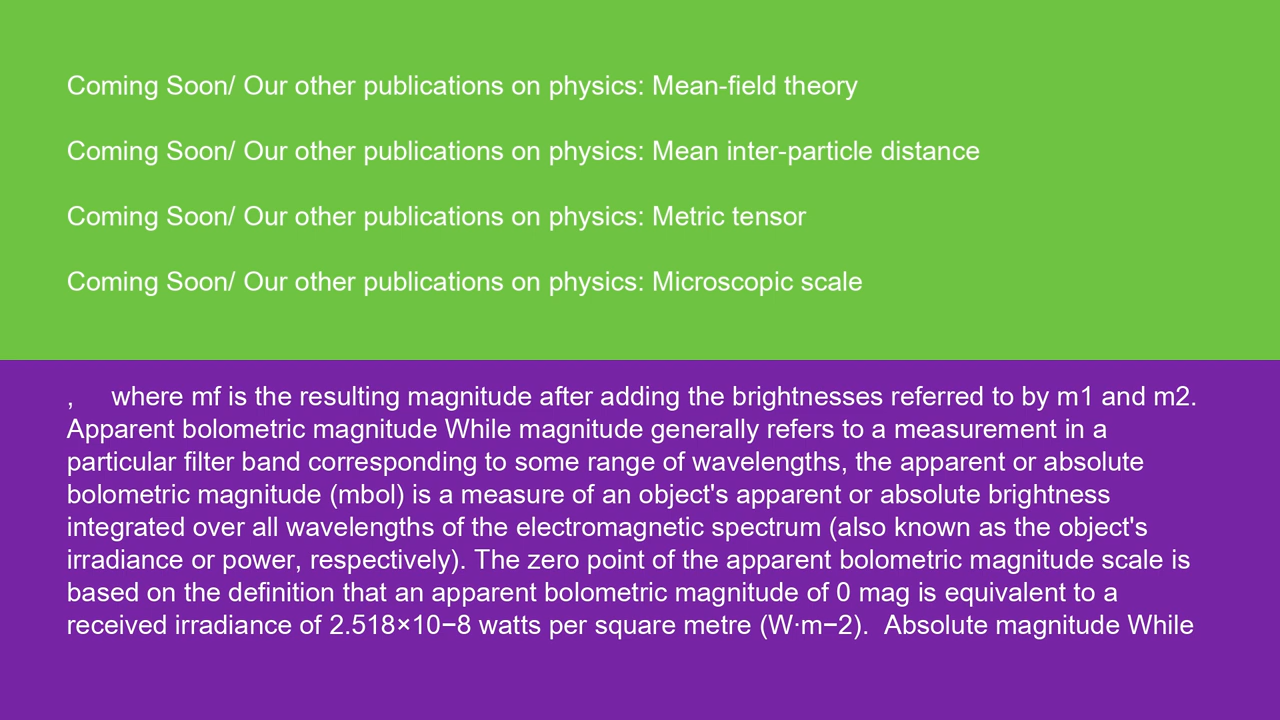 Coming Soon/ Our other publications on physics: Mean-field theory
Coming Soon/ Our other publications on physics: Mean inter-particle distance
Coming Soon/ Our other publications on physics: Metric tensor
Coming Soon/ Our other publications on physics: Microscopic scale
,     where mf is the resulting magnitude after adding the brightnesses referred to by m1 and m2.
Apparent bolometric magnitude While magnitude generally refers to a measurement in a
particular filter band corresponding to some range of wavelengths, the apparent or absolute
bolometric magnitude (mbol) is a measure of an object's apparent or absolute brightness
integrated over all wavelengths of the electromagnetic spectrum (also known as the object's
irradiance or power, respectively). The zero point of the apparent bolometric magnitude scale is
based on the definition that an apparent bolometric magnitude of 0 mag is equivalent to a
received irradiance of 2.518×10−8 watts per square metre (W·m−2).  Absolute magnitude While